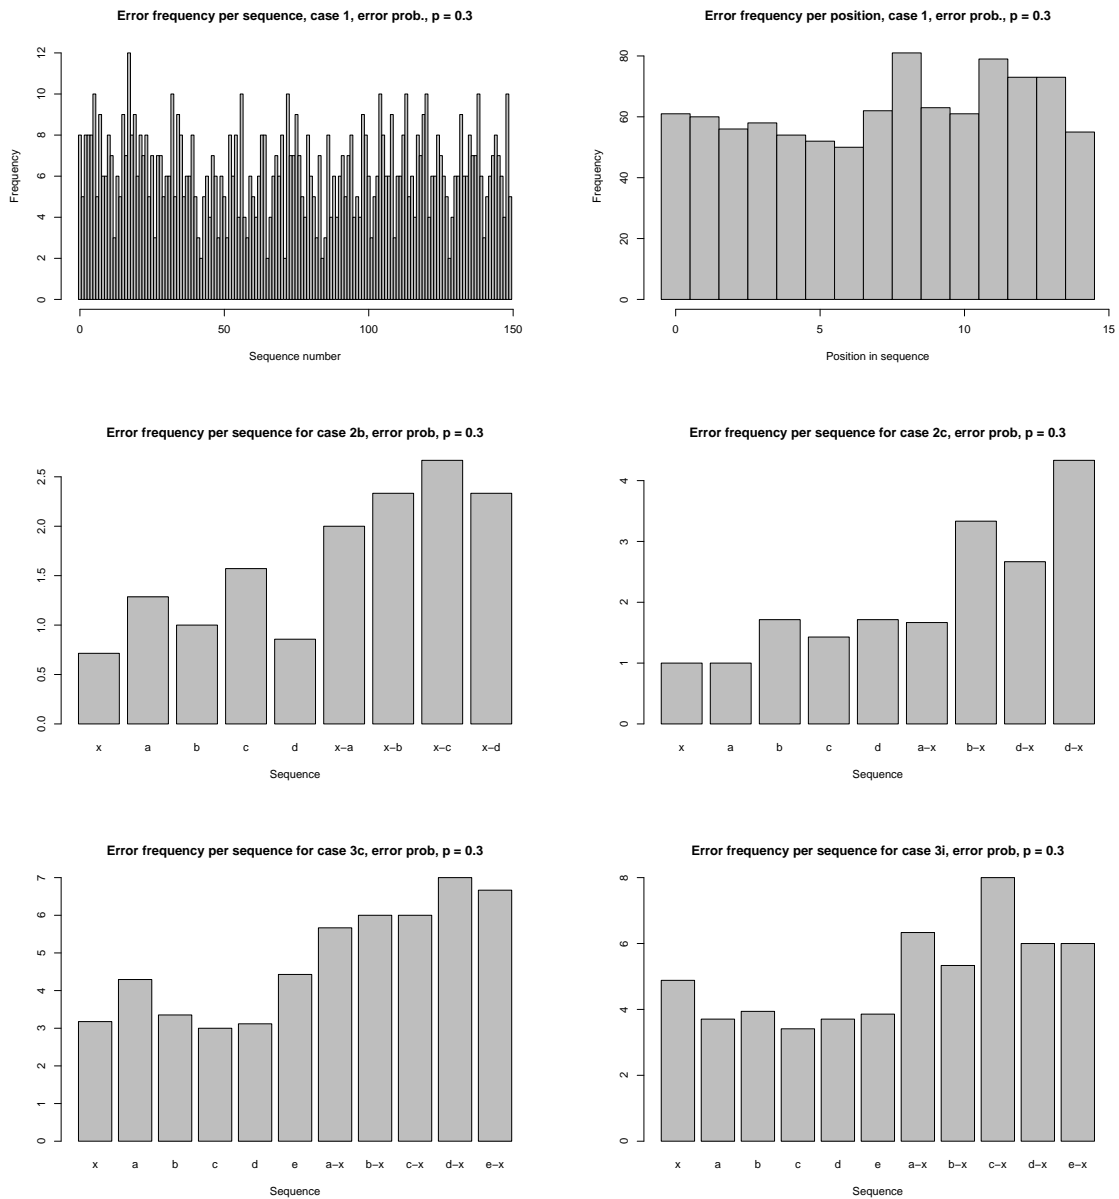 Error frequency per sequence, case 1, error prob., p = 0.3
Frequency
0 2 4 6 8 10 12
0 50 100 150
Sequence number
Error frequency per position, case 1, error prob., p = 0.3
Frequency
0 20 40 60 80
0 5 10 15
Position in sequence
Error frequency per sequence for case 2b, error prob, p = 0.3
0.0 0.5 1.0 1.5 2.0 2.5
x a b c d x−a x−b x−c x−d
Sequence
Error frequency per sequence for case 2c, error prob, p = 0.3
0 1 2 3 4
x a b c d a−x b−x d−x d−x
Sequence
Error frequency per sequence for case 3c, error prob, p = 0.3
0 1 2 3 4 5 6 7
x a b c d e a−x b−x c−x d−x e−x
Sequence
Error frequency per sequence for case 3i, error prob, p = 0.3
0 2 4 6 8
x a b c d e a−x b−x c−x d−x e−x
Sequence